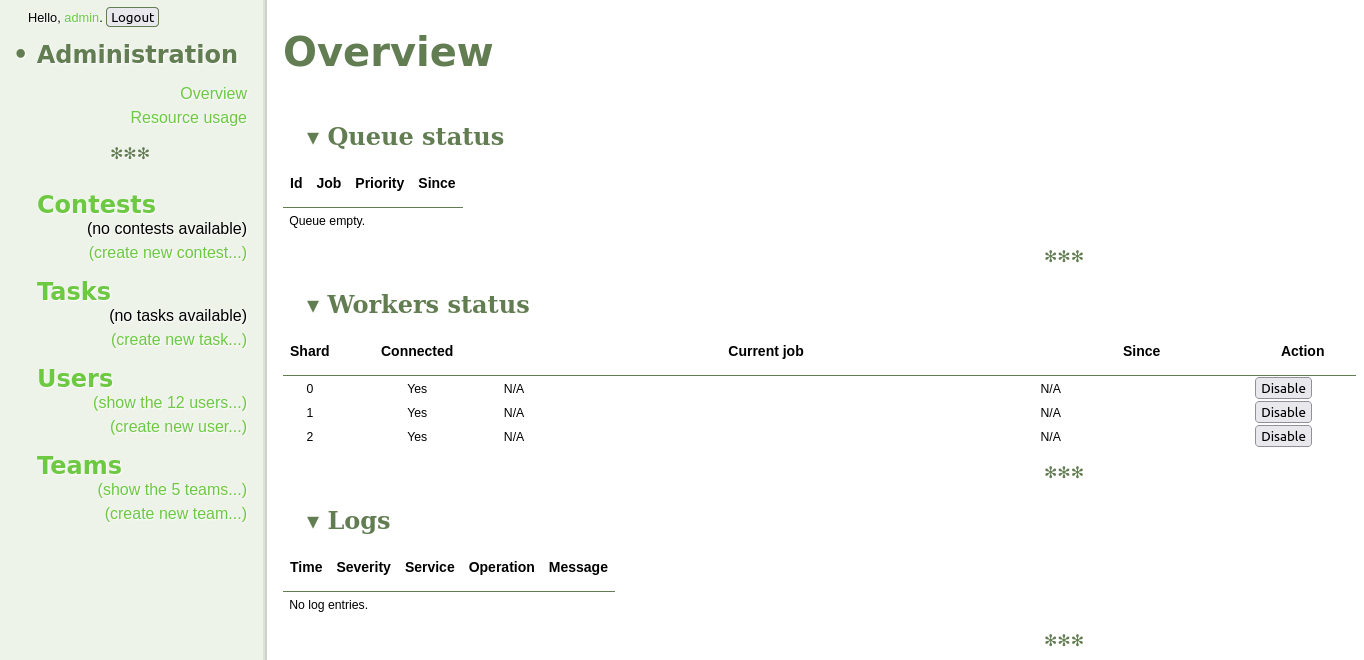 Hello, admin. Logout
• Administration
Overview
Resource usage
✻✻✻
Contests
(no contests available)
(create new contest...)
Tasks
(no tasks available)
(create new task...)
Users
(show the 12 users...)
(create new user...)
Teams
(show the 5 teams...)
(create new team...)
Overview
▾ Queue status
Id Job Priority Since
Queue empty.
✻✻✻
▾ Workers status
Shard Connected Current job Since Action
0 Yes N/A N/A Disable
1 Yes N/A N/A Disable
2 Yes N/A N/A Disable
✻✻✻
▾ Logs
Time Severity Service Operation Message
No log entries.
✻✻✻